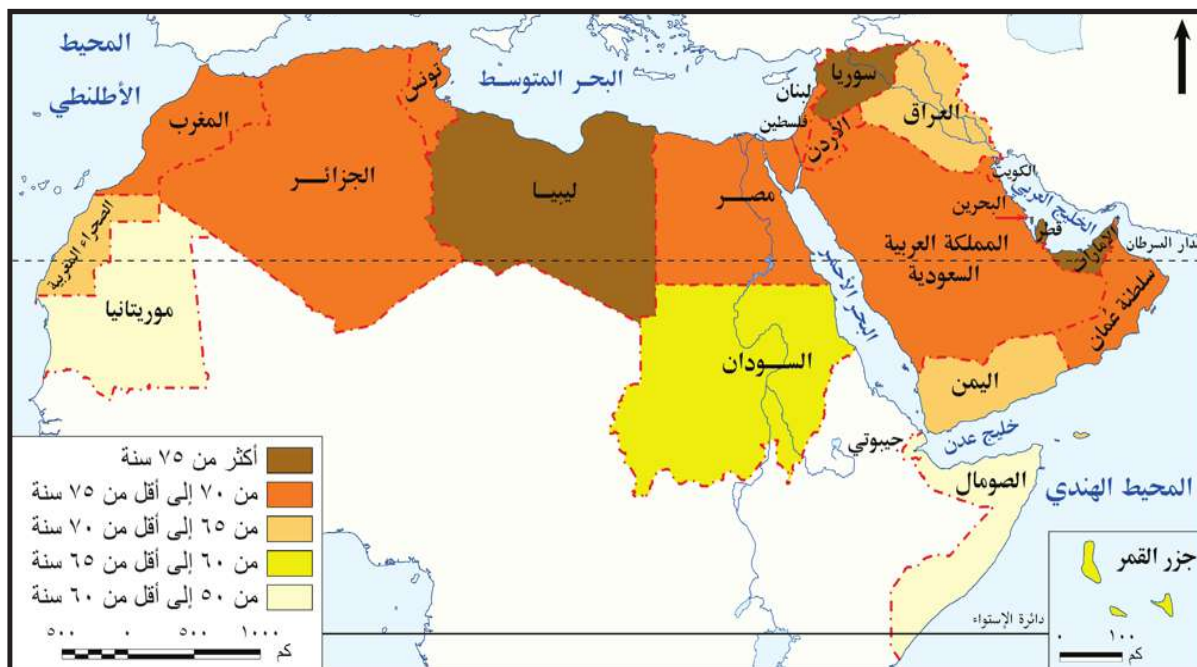 المحيط
الأطلنطي
البحر المتوسط
المغرب
الجزائر
تونس
ليبيا
مصر
لبنان
فلسطين
سوريا
الأردن
العراق
الكويت
الخليج العربي
البحرين
قطر
الإمارات
مدار السرطان
المملكة العربية
السعودية
سلطنة عُمان
البحر الأحمر
الصحراء المغربية
موريتانيا
السودان
اليمن
خليج عدن
جيبوتي
الصومال
المحيط الهندي
جزر القمر
١٠٠ ٠
كم
دائرة الإستواء
أكثر من ٧٥ سنة
من ٧٠ إلى أقل من ٧٥ سنة
من ٦٥ إلى أقل من ٧٠ سنة
من ٦٠ إلى أقل من ٦٥ سنة
من ٥٠ إلى أقل من ٦٠ سنة
٥٠٠ ٠ ٥٠٠ ١٠٠٠
كم